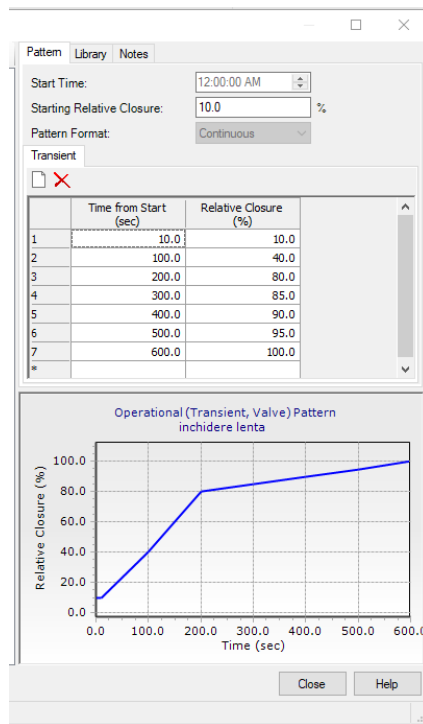 Pattern Library Notes
Start Time: 12:00:00 AM
Starting Relative Closure: 10.0 %
Pattern Format: Continuous
Transient
Time from Start (sec) Relative Closure (%)
1 10.0 10.0
2 100.0 40.0
3 200.0 80.0
4 300.0 85.0
5 400.0 90.0
6 500.0 95.0
7 600.0 100.0
*
Operational (Transient, Valve) Pattern
inchidere lenta
Relative Closure (%)
100.0
80.0
60.0
40.0
20.0
0.0
0.0 100.0 200.0 300.0 400.0 500.0 600.0
Time (sec)
Close Help